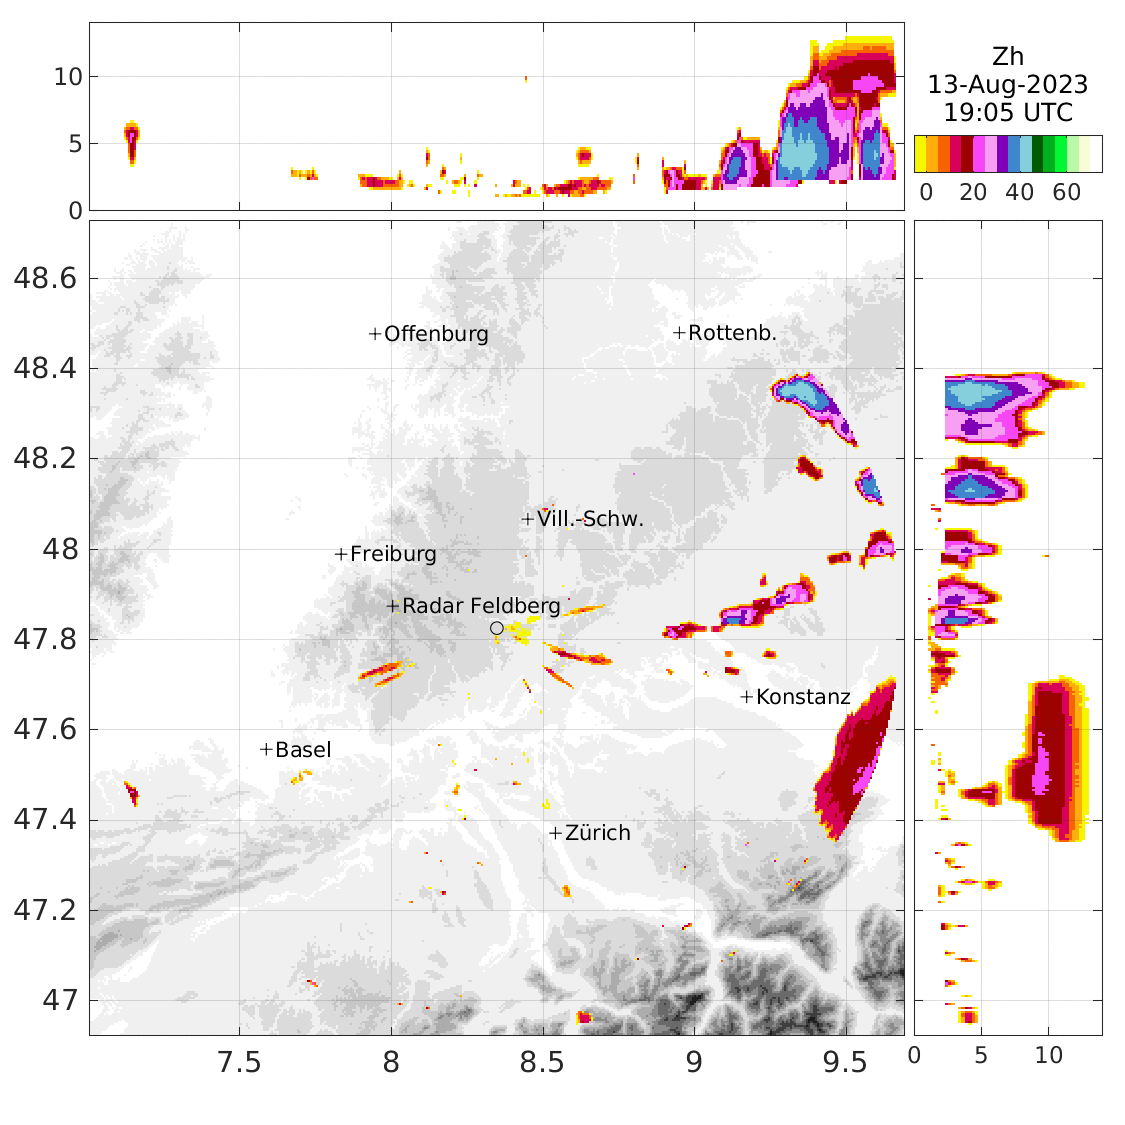 10
5
0
Zh
13-Aug-2023
19:05 UTC
0 20 40 60
48.6
48.4
48.2
48
47.8
47.6
47.4
47.2
47
+Offenburg
+Rottenb.
+Vill.-Schw.
+Freiburg
+Radar Feldberg
+Konstanz
+Basel
+Zürich
7.5 8 8.5 9 9.5
0 5 10